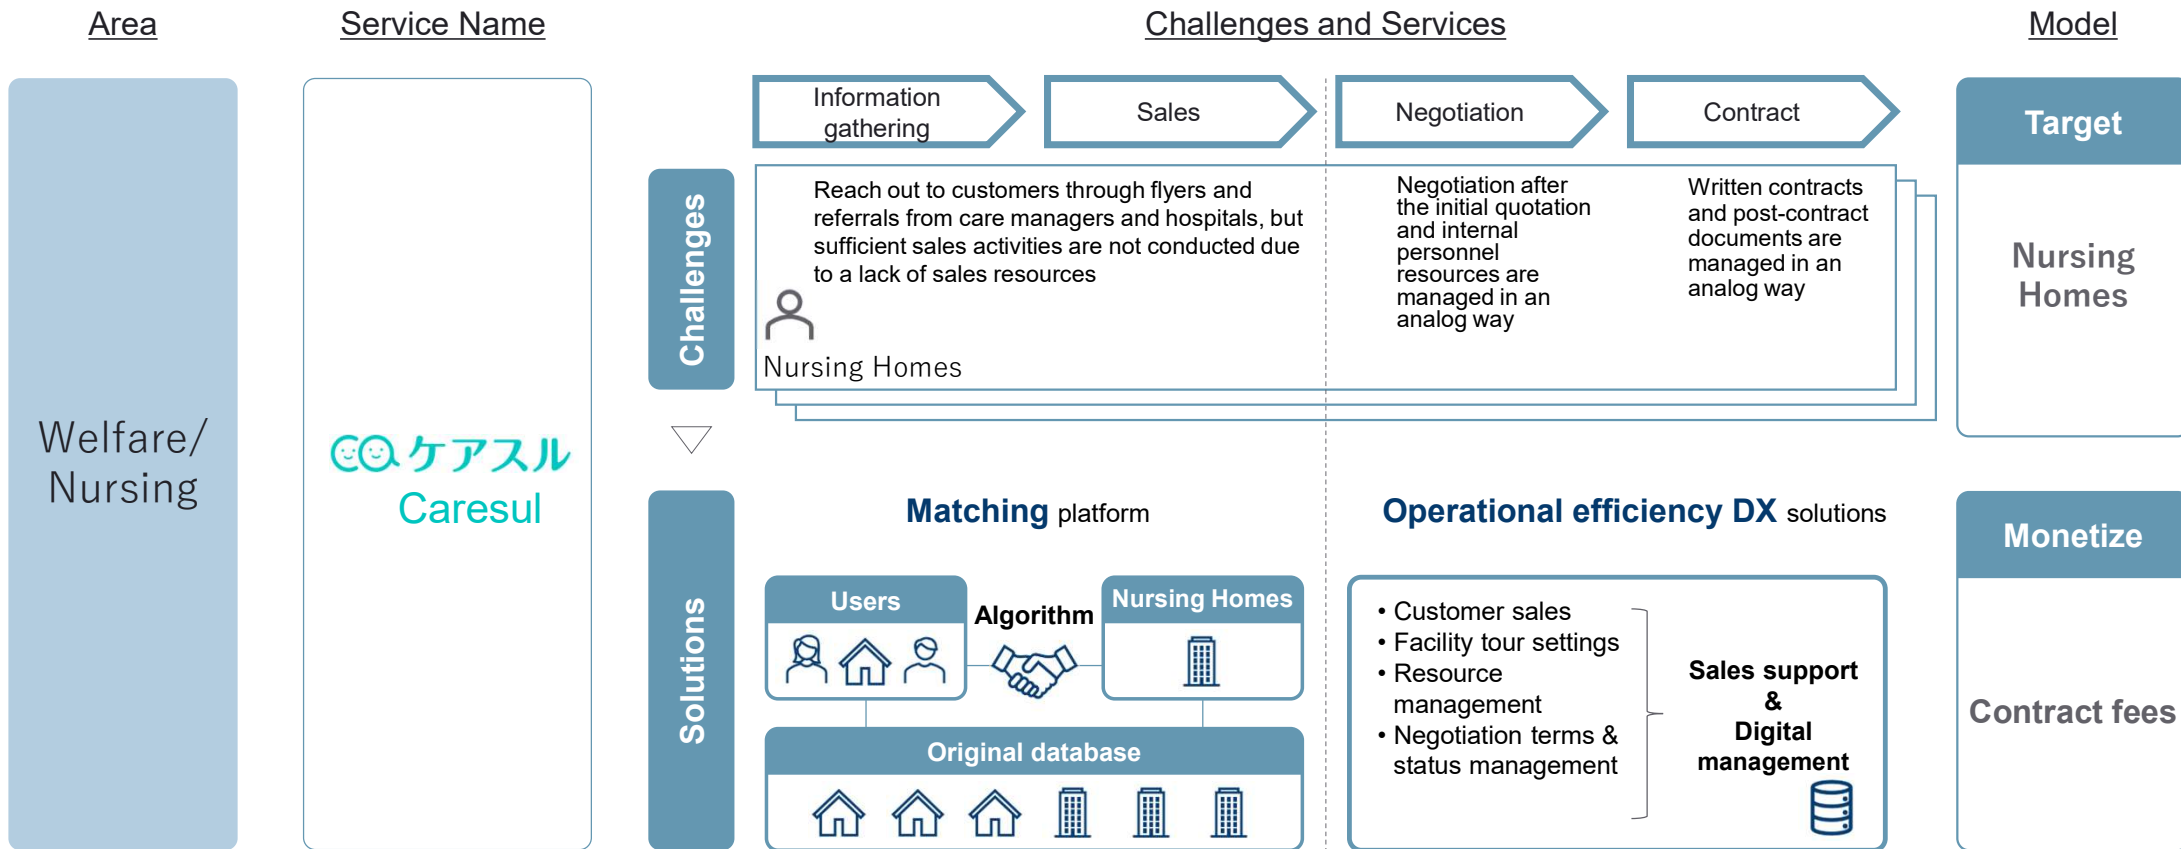 Area
Service Name
Challenges and Services
Model
Welfare/
Nursing
ケアスル
Caresul
Information
gathering
Sales
Negotiation
Contract
Challenges
Reach out to customers through flyers and
referrals from care managers and hospitals, but
sufficient sales activities are not conducted due
to a lack of sales resources
Nursing Homes
Negotiation after
the initial quotation
and internal
personnel
resources are
managed in an
analog way
Written contracts
and post-contract
documents are
managed in an
analog way
Target
Nursing
Homes
Solutions
Matching platform
Users
Algorithm
Nursing Homes
Original database
Operational efficiency DX solutions
• Customer sales
• Facility tour settings
• Resource
management
• Negotiation terms &
status management
Sales support
&
Digital
management
Monetize
Contract fees